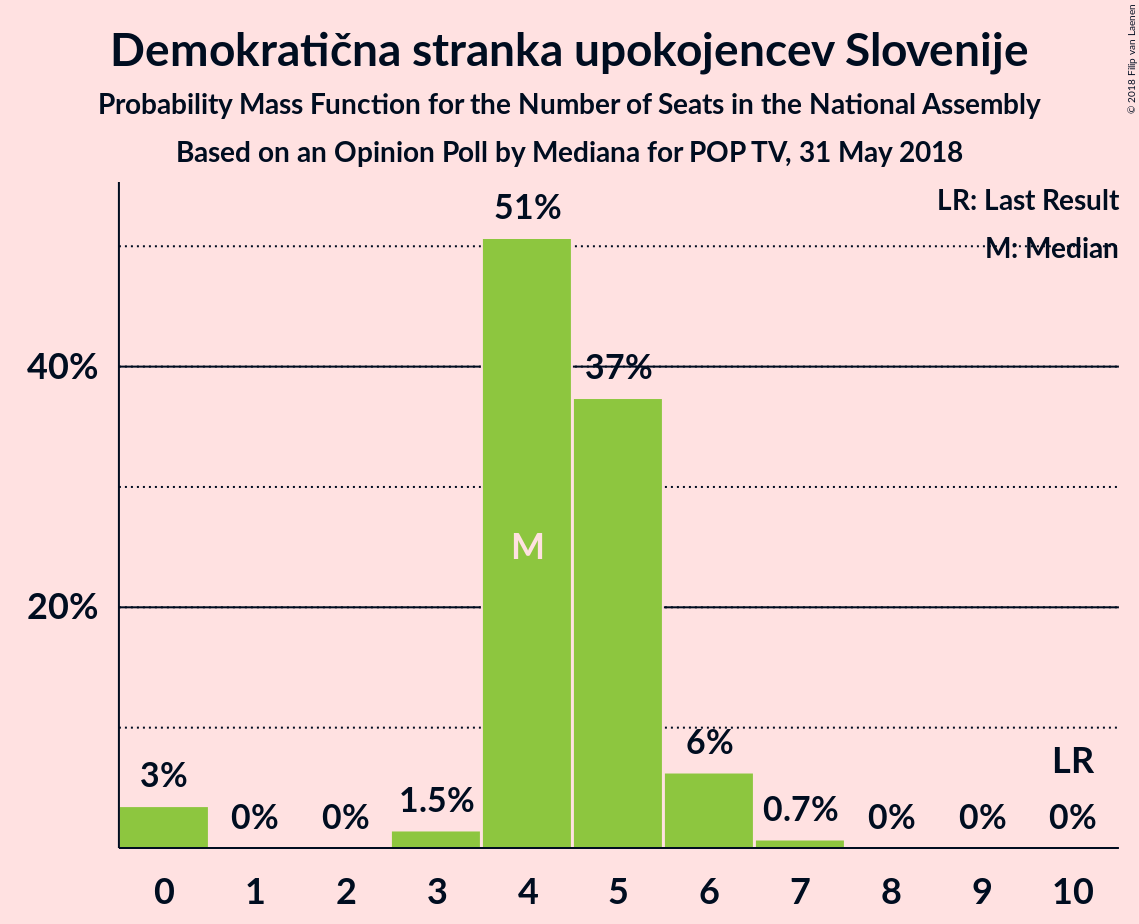 Demokratična stranka upokojencev Slovenije
Probability Mass Function for the Number of Seats in the National Assembly
Based on an Opinion Poll by Mediana for POP TV, 31 May 2018
© 2018 Filip van Laenen
LR: Last Result
M: Median
51%
40%
37%
M
20%
6%
LR
3%
1.5%
0.7%
0%
0%
0%
0%
0%
0 1 2 3 4 5 6 7 8 9 10